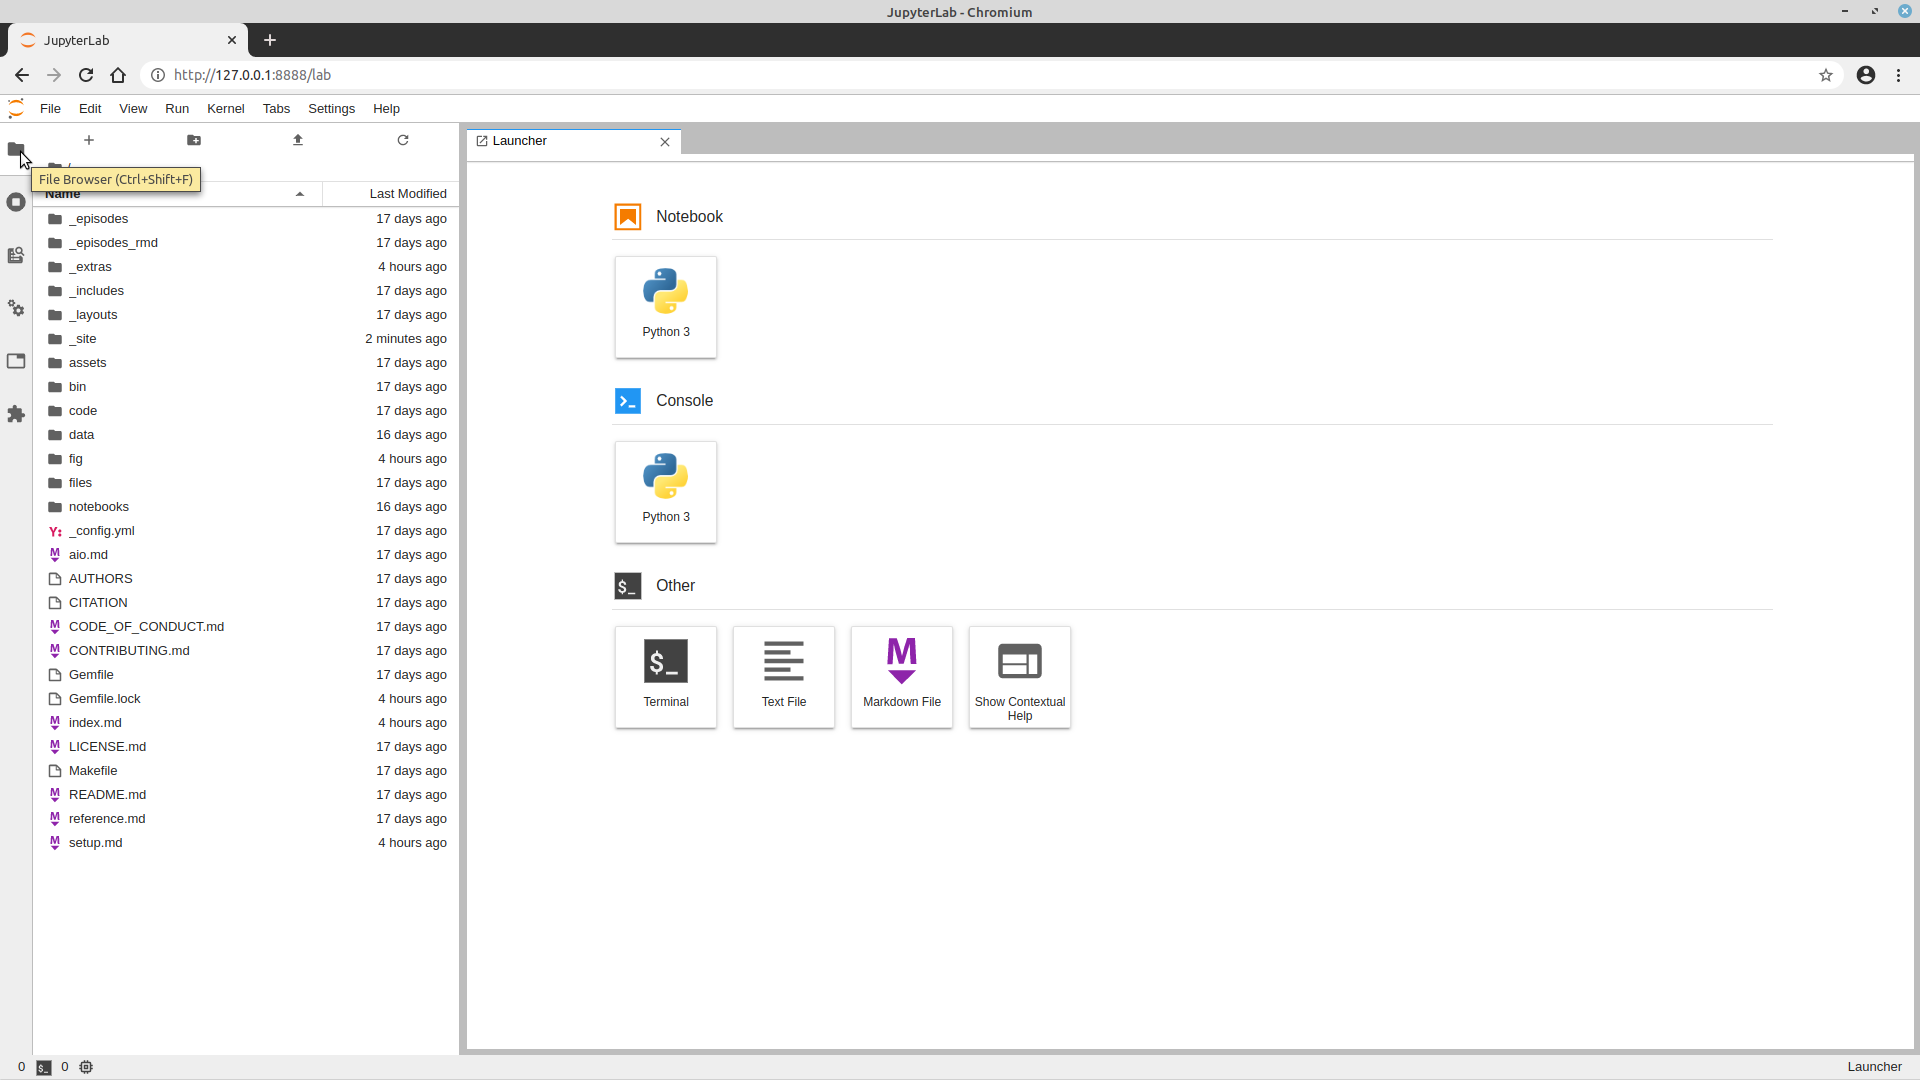 JupyterLab - Chromium
JupyterLab
http://127.0.0.1:8888/lab
File Edit View Run Kernel Tabs Settings Help
Launcher
/
File Browser (Ctrl+Shift+F)
Name Last Modified
_episodes 17 days ago
_episodes_rmd 17 days ago
_extras 4 hours ago
_includes 17 days ago
_layouts 17 days ago
_site 2 minutes ago
assets 17 days ago
bin 17 days ago
code 17 days ago
data 16 days ago
fig 4 hours ago
files 17 days ago
notebooks 16 days ago
Y: _config.yml 17 days ago
M aio.md 17 days ago
AUTHORS 17 days ago
CITATION 17 days ago
M CODE_OF_CONDUCT.md 17 days ago
M CONTRIBUTING.md 17 days ago
Gemfile 17 days ago
Gemfile.lock 4 hours ago
M index.md 4 hours ago
M LICENSE.md 17 days ago
Makefile 17 days ago
M README.md 17 days ago
M reference.md 17 days ago
M setup.md 4 hours ago
Notebook
Python 3
>_ Console
Python 3
$_ Other
$_
Terminal
Text File
M
Markdown File
Show Contextual
Help
0 $_ 0
Launcher